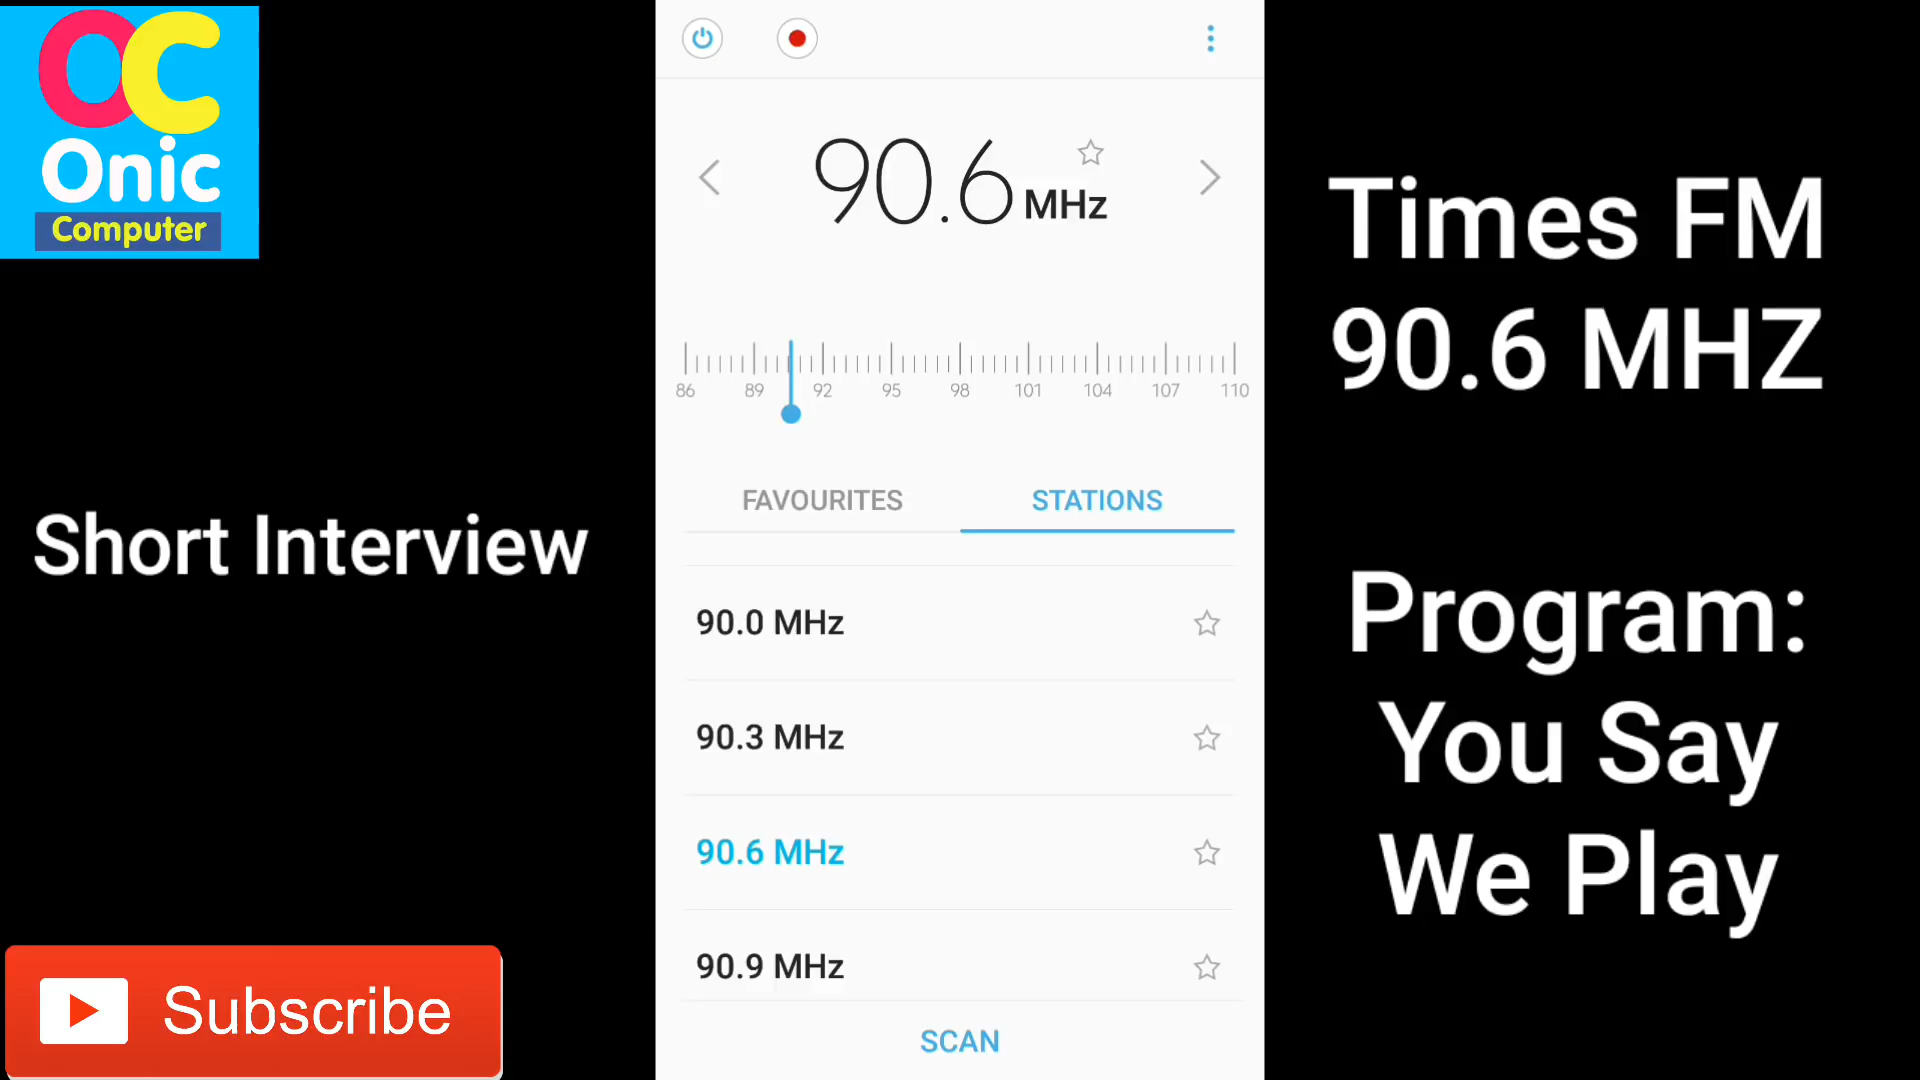 OC
Onic
Computer
Short Interview
Subscribe
90.6 MHz
86 89 92 95 98 101 104 107 110
FAVOURITES STATIONS
90.0 MHz
90.3 MHz
90.6 MHz
90.9 MHz
SCAN
Times FM
90.6 MHZ
Program:
You Say
We Play